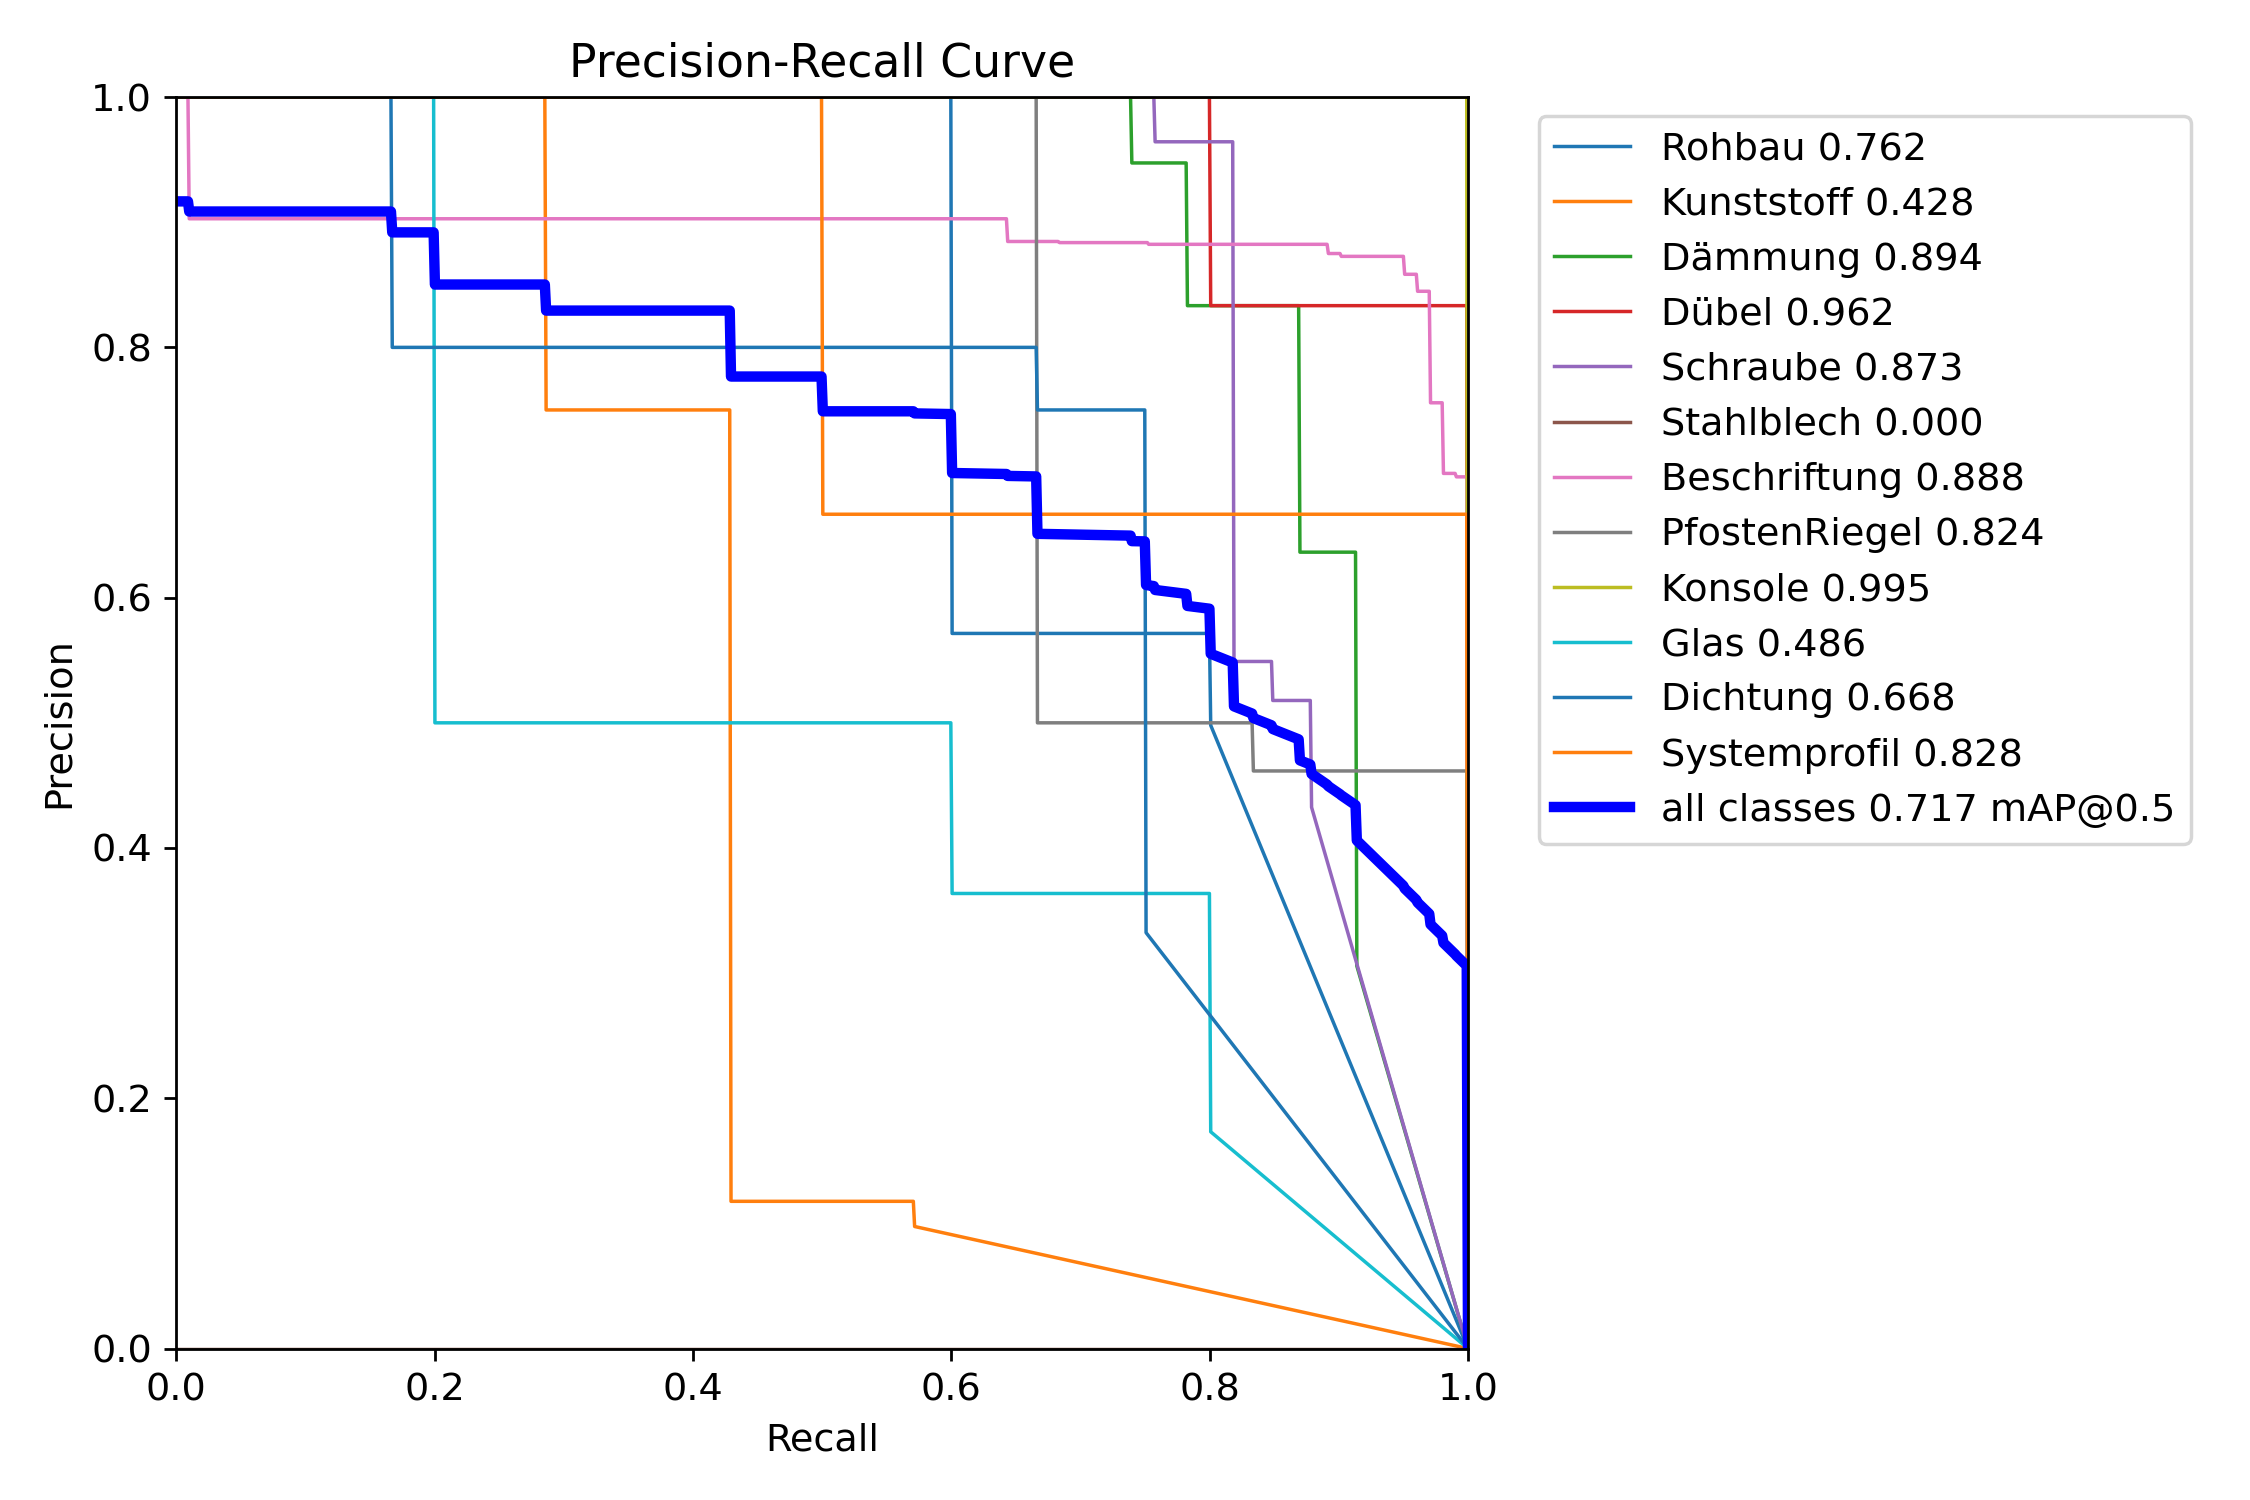 Precision-Recall Curve
1.0
0.8
0.6
0.4
0.2
0.0
Precision
0.0 0.2 0.4 0.6 0.8 1.0
Recall
Rohbau 0.762
Kunststoff 0.428
Dämmung 0.894
Dübel 0.962
Schraube 0.873
Stahlblech 0.000
Beschriftung 0.888
PfostenRiegel 0.824
Konsole 0.995
Glas 0.486
Dichtung 0.668
Systemprofil 0.828
all classes 0.717 mAP@0.5